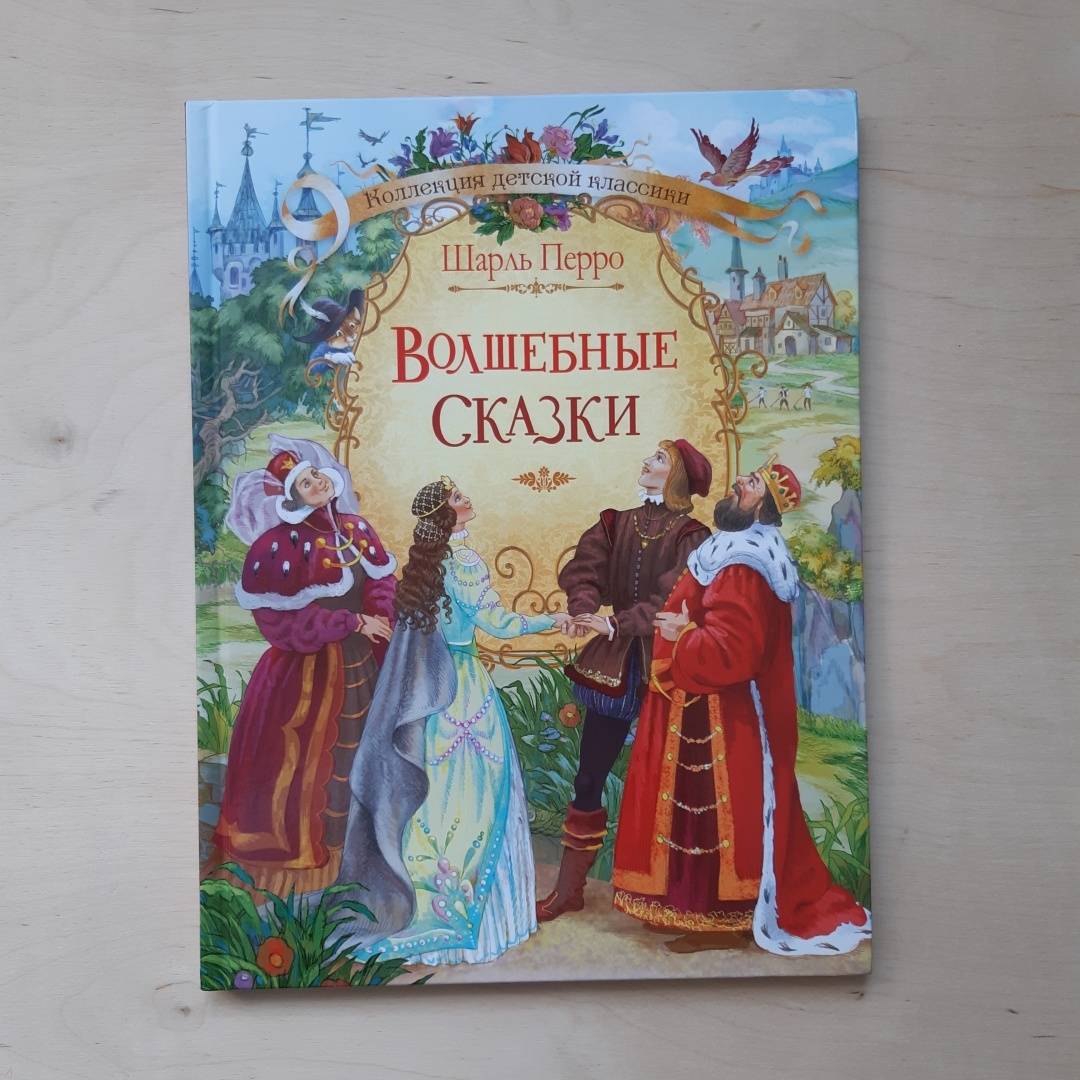 Коллекция детской классики
Шарль Перро
Волшебные
сказки